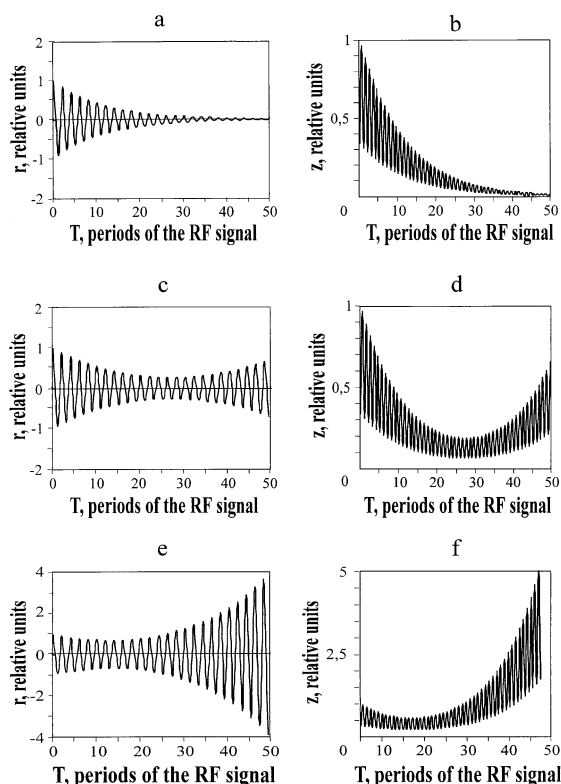 a
2
1
0
-1
-2
0 10 20 30 40 50
r, relative units
T, periods of the RF signal
b
1
0,5
0 10 20 30 40 50
z, relative units
T, periods of the RF signal
c
2
1
0
-1
-2
0 10 20 30 40 50
r, relative units
T, periods of the RF signal
d
1
0,5
0
0 10 20 30 40 50
z, relative units
T, periods of the RF signal
e
4
2
0
-2
-4
0 10 20 30 40 50
r, relative units
T, periods of the RF signal
f
5
2,5
0 10 20 30 40 50
z, relative units
T, periods of the RF signal